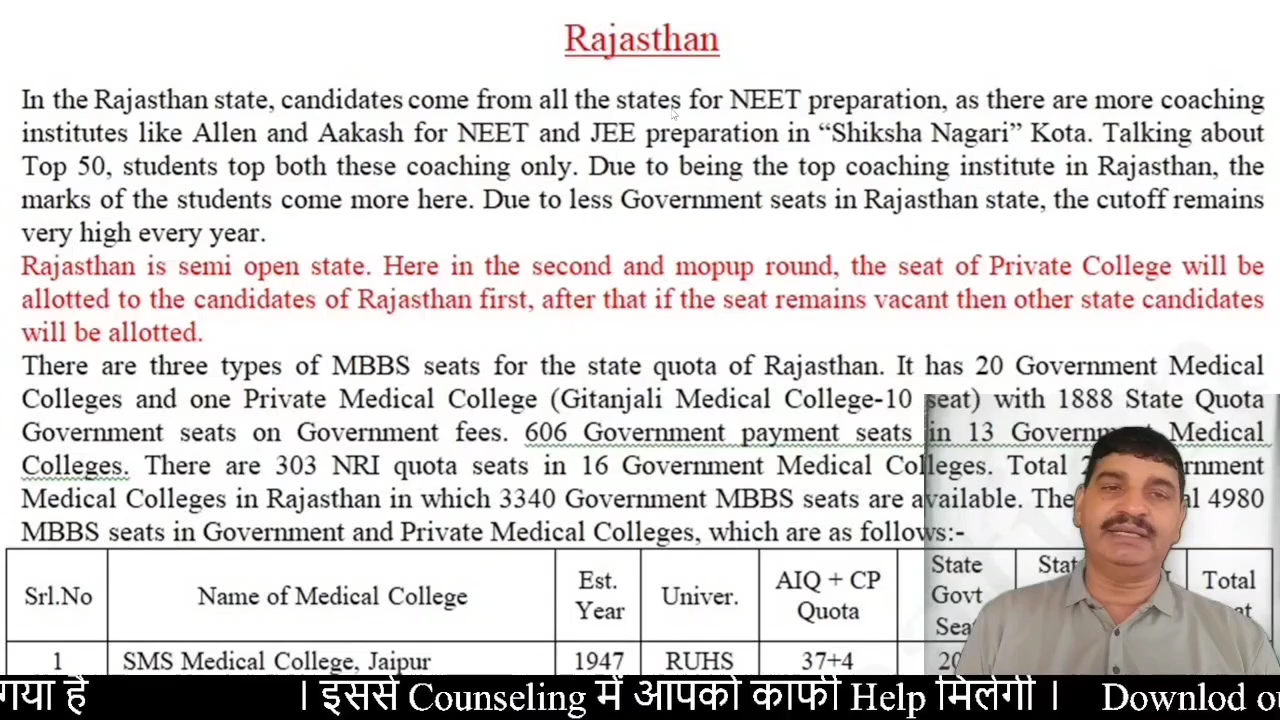 Rajasthan
In the Rajasthan state, candidates come from all the states for NEET preparation, as there are more coaching
institutes like Allen and Aakash for NEET and JEE preparation in “Shiksha Nagari” Kota. Talking about
Top 50, students top both these coaching only. Due to being the top coaching institute in Rajasthan, the
marks of the students come more here. Due to less Government seats in Rajasthan state, the cutoff remains
very high every year.
Rajasthan is semi open state. Here in the second and mopup round, the seat of Private College will be
allotted to the candidates of Rajasthan first, after that if the seat remains vacant then other state candidates
will be allotted.
There are three types of MBBS seats for the state quota of Rajasthan. It has 20 Government Medical
Colleges and one Private Medical College (Gitanjali Medical College-10 seat) with 1888 State Quota
Government seats on Government fees. 606 Government payment seats in 13 Medical
Colleges. There are 303 NRI quota seats in 16 Government Medical Colleges. Total
Medical Colleges in Rajasthan in which 3340 Government MBBS seats are available. 4980
MBBS seats in Government and Private Medical Colleges, which are as follows:-
Srl.No Name of Medical College Est. Year Univer. AIQ + CP Quota State Govt Total
1 SMS Medical College, Jaipur 1947 RUHS 37+4
गया है । इससे Counseling में आपको काफी Help मिलेगी । Downlod